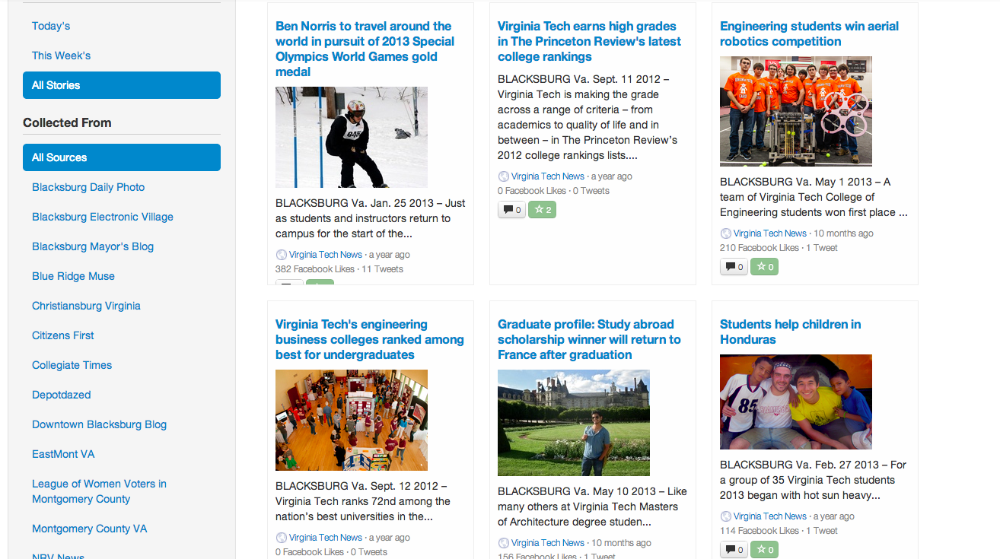 Today's
This Week's
All Stories
Collected From
All Sources
Blacksburg Daily Photo
Blacksburg Electronic Village
Blacksburg Mayor's Blog
Blue Ridge Muse
Christiansburg Virginia
Citizens First
Collegiate Times
Depotdazed
Downtown Blacksburg Blog
EastMont VA
League of Women Voters in
Montgomery County
Montgomery County VA
NRV News
Ben Norris to travel around the
world in pursuit of 2013 Special
Olympics World Games gold
medal
645
BLACKSBURG Va. Jan. 25 2013 – Just
as students and instructors return to
campus for the start of the...
Virginia Tech News · a year ago
382 Facebook Likes · 11 Tweets
Virginia Tech earns high grades
in The Princeton Review's latest
college rankings
BLACKSBURG Va. Sept. 11 2012 –
Virginia Tech is making the grade
across a range of criteria – from
academics to quality of life and in
between – in The Princeton Review’s
2012 college rankings lists....
Virginia Tech News · a year ago
0 Facebook Likes · 0 Tweets
0 2
Engineering students win aerial
robotics competition
BLACKSBURG Va. May 1 2013 – A
team of Virginia Tech College of
Engineering students won first place ...
Virginia Tech News · 10 months ago
210 Facebook Likes · 1 Tweet
0 0
Virginia Tech's engineering
business colleges ranked among
best for undergraduates
BLACKSBURG Va. Sept. 12 2012 –
Virginia Tech ranks 72nd among the
nation’s best universities in the...
Virginia Tech News · a year ago
0 Facebook Likes · 0 Tweets
Graduate profile: Study abroad
scholarship winner will return to
France after graduation
BLACKSBURG Va. May 10 2013 – Like
many others at Virginia Tech Masters
of Architecture degree studen...
Virginia Tech News · 10 months ago
156 Facebook Likes · 1 Tweet
Students help children in
Honduras
85
BLACKSBURG Va. Feb. 27 2013 – For
a group of 35 Virginia Tech students
2013 began with hot sun heavy...
Virginia Tech News · a year ago
114 Facebook Likes · 1 Tweet
0 0